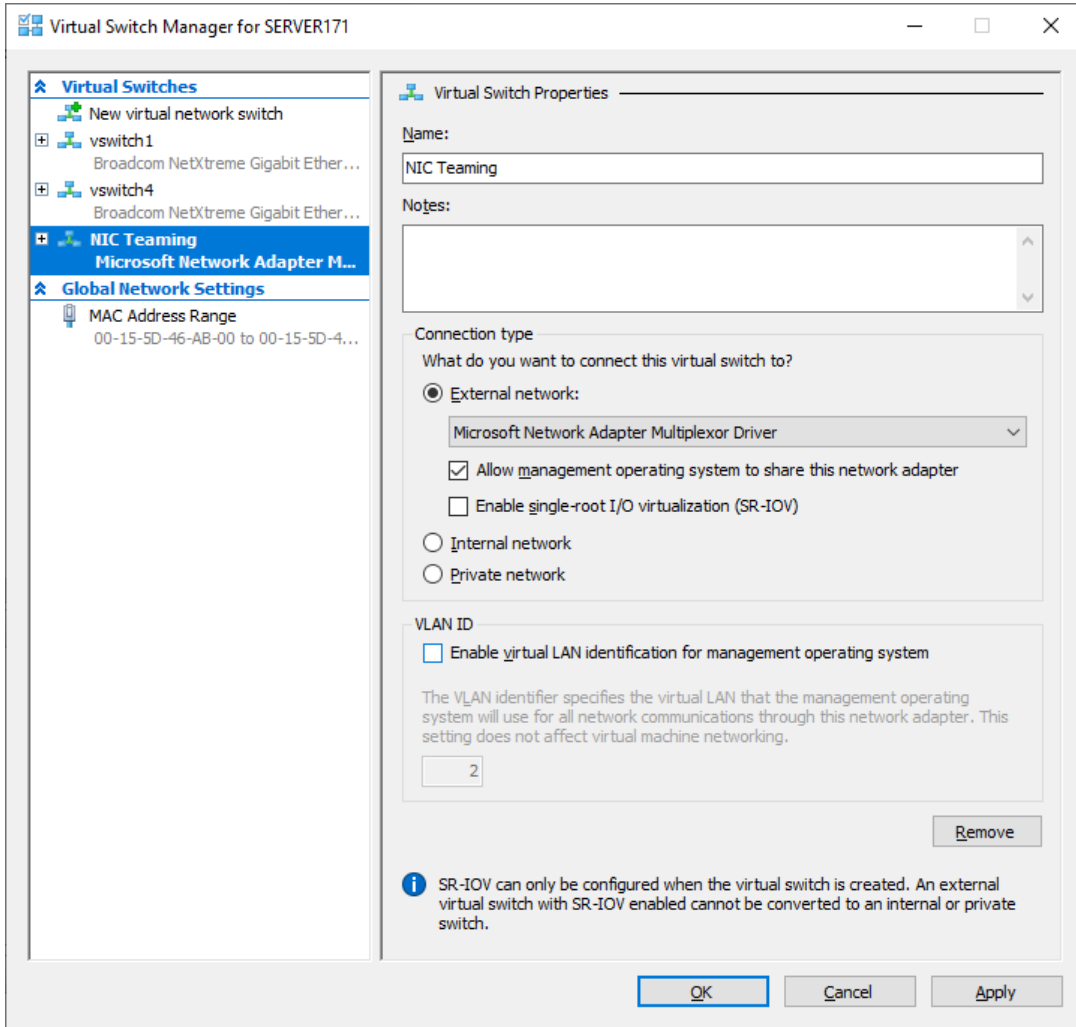 Virtual Switch Manager for SERVER171
Virtual Switches
New virtual network switch
vswitch1
Broadcom NetXtreme Gigabit Ether...
vswitch4
Broadcom NetXtreme Gigabit Ether...
NIC Teaming
Microsoft Network Adapter M...
Global Network Settings
MAC Address Range
00-15-5D-46-AB-00 to 00-15-5D-4...
Virtual Switch Properties
Name:
NIC Teaming
Notes:
Connection type
What do you want to connect this virtual switch to?
External network:
Microsoft Network Adapter Multiplexor Driver
Allow management operating system to share this network adapter
Enable single-root I/O virtualization (SR-IOV)
Internal network
Private network
VLAN ID
Enable virtual LAN identification for management operating system
The VLAN identifier specifies the virtual LAN that the management operating
system will use for all network communications through this network adapter. This
setting does not affect virtual machine networking.
2
Remove
SR-IOV can only be configured when the virtual switch is created. An external
virtual switch with SR-IOV enabled cannot be converted to an internal or private
switch.
OK
Cancel
Apply